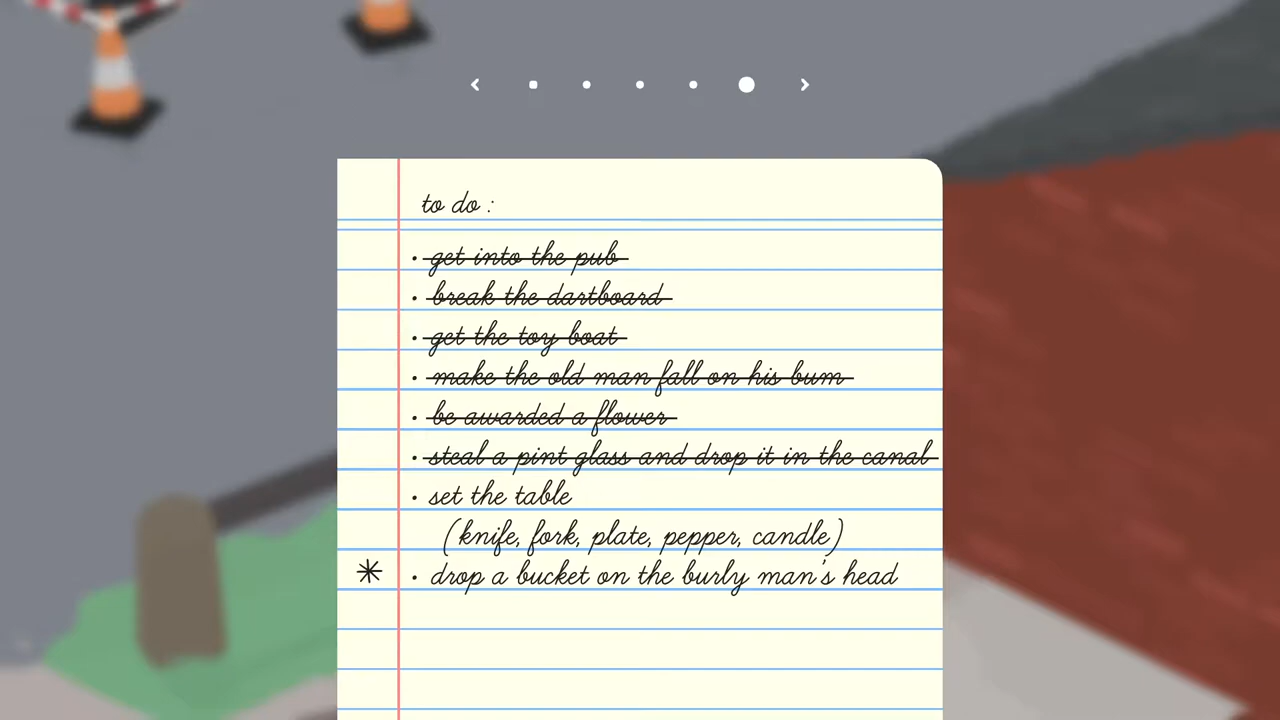 to do :
• get into the pub
• break the dartboard
• get the toy boat
• make the old man fall on his bum
• be awarded a flower
• steal a pint glass and drop it in the canal
• set the table
(knife, fork, plate, pepper, candle)
• drop a bucket on the burly man's head